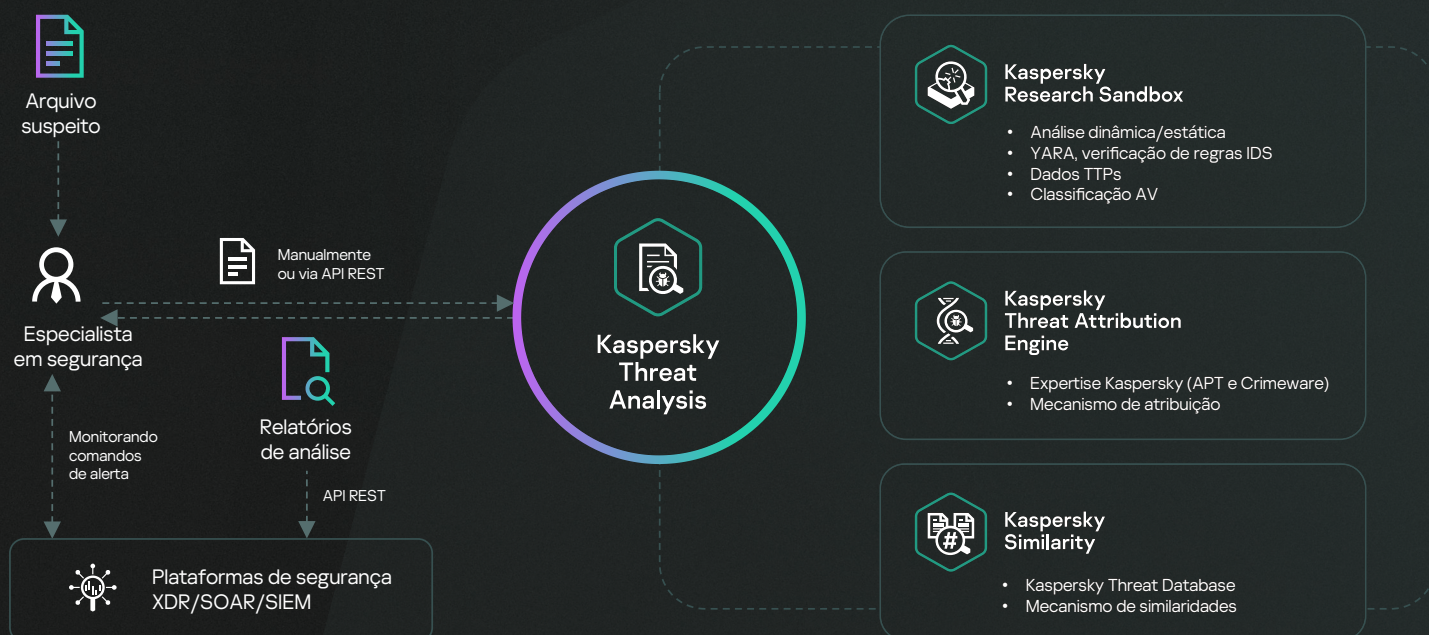 Arquivo
suspeito
Especialista
em segurança
Manualmente
ou via API REST
Relatórios
de análise
Monitorando
comandos
de alerta
API REST
Plataformas de segurança
XDR/SOAR/SIEM
Kaspersky
Threat
Analysis
Kaspersky
Research Sandbox
• Análise dinâmica/estática
• YARA, verificação de regras IDS
• Dados TTPs
• Classificação AV
Kaspersky
Threat Attribution
Engine
• Expertise Kaspersky (APT e Crimeware)
• Mecanismo de atribuição
#
Kaspersky
Similarity
• Kaspersky Threat Database
• Mecanismo de similaridades